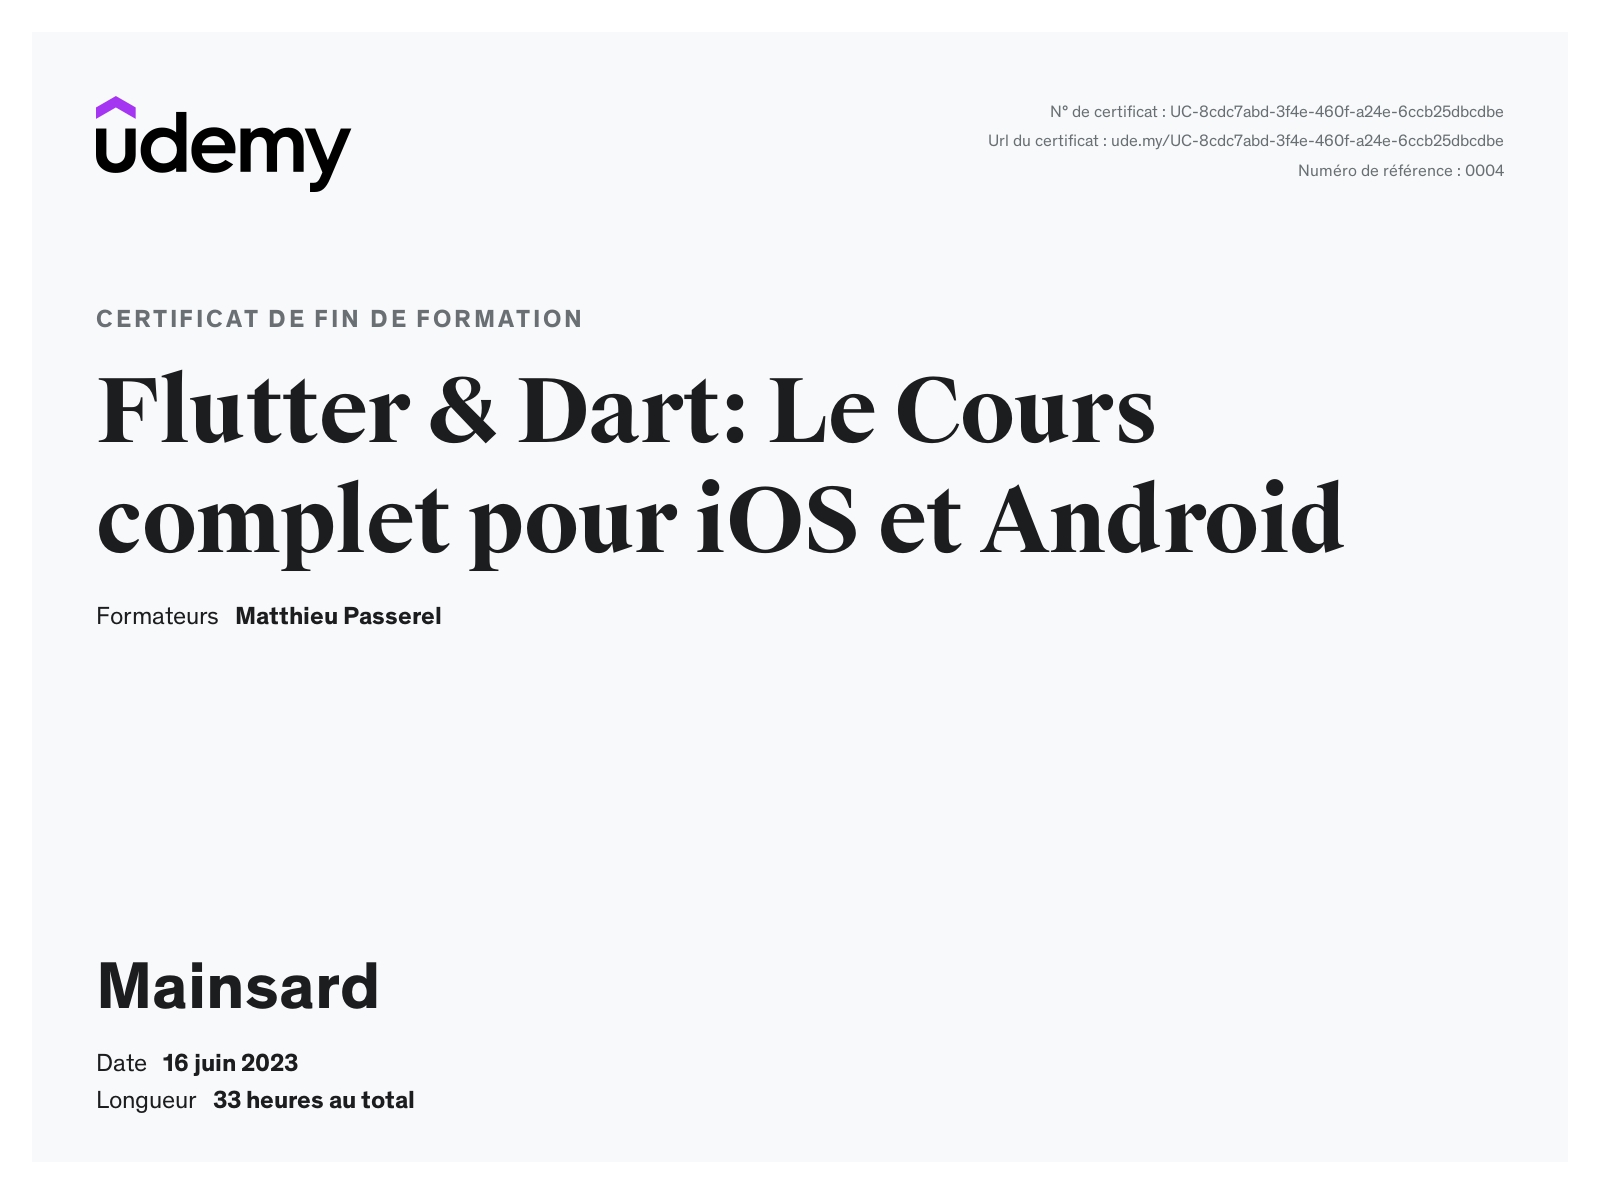 udemy
N° de certificat : UC-8cdc7abd-3f4e-460f-a24e-6ccb25dbcdbe
Url du certificat : ude.my/UC-8cdc7abd-3f4e-460f-a24e-6ccb25dbcdbe
Numéro de référence : 0004
CERTIFICAT DE FIN DE FORMATION
Flutter & Dart: Le Cours
complet pour iOS et Android
Formateurs Matthieu Passerel
Mainsard
Date 16 juin 2023
Longueur 33 heures au total